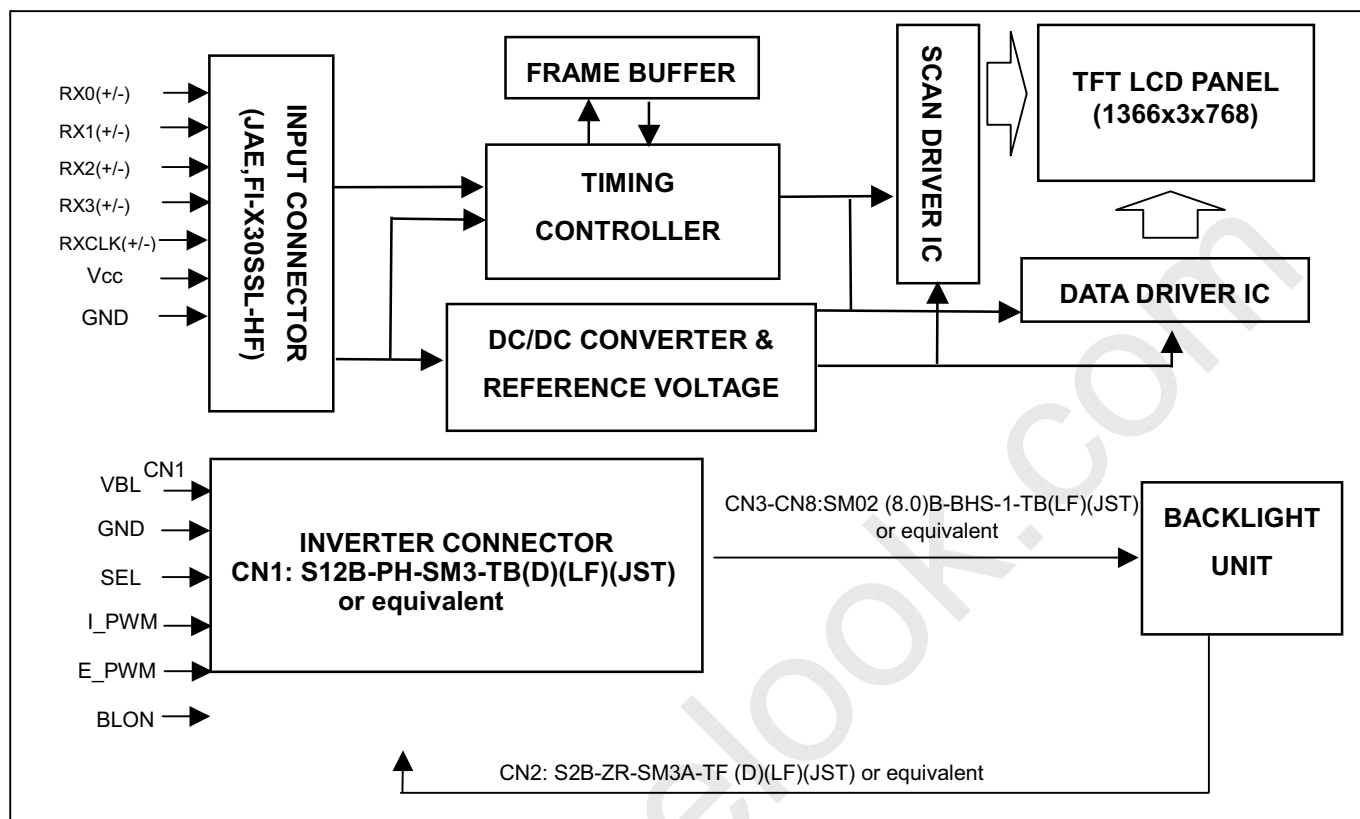 FRAME BUFFER
SCAN DRIVER IC
TFT LCD PANEL
(1366x3x768)
RX0(+/-)
RX1(+/-)
RX2(+/-)
RX3(+/-)
RXCLK(+/-)
Vcc
GND
INPUT CONNECTOR
(JAE,FI-X30SSL-HF)
TIMING
CONTROLLER
DATA DRIVER IC
DC/DC CONVERTER &
REFERENCE VOLTAGE
CN1
VBL
GND
SEL
I_PWM
E_PWM
BLON
INVERTER CONNECTOR
CN1: S12B-PH-SM3-TB(D)(LF)(JST)
or equivalent
CN3-CN8:SM02 (8.0)B-BHS-1-TB(LF)(JST)
or equivalent
BACKLIGHT
UNIT
CN2: S2B-ZR-SM3A-TF (D)(LF)(JST) or equivalent
elook.com